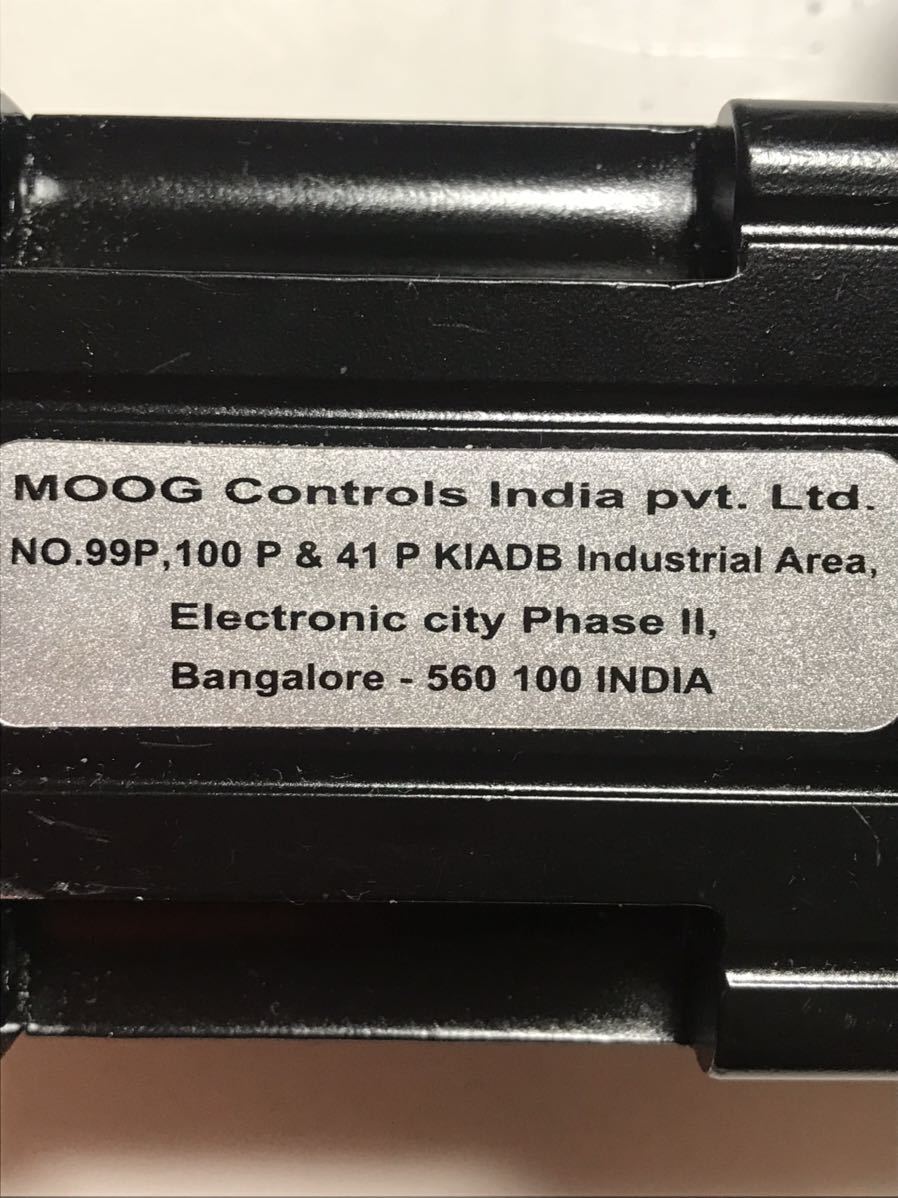 MOOG Controls India pvt. Ltd.
NO.99P,100 P & 41 P KIADB Industrial Area,
Electronic city Phase II,
Bangalore - 560 100 INDIA